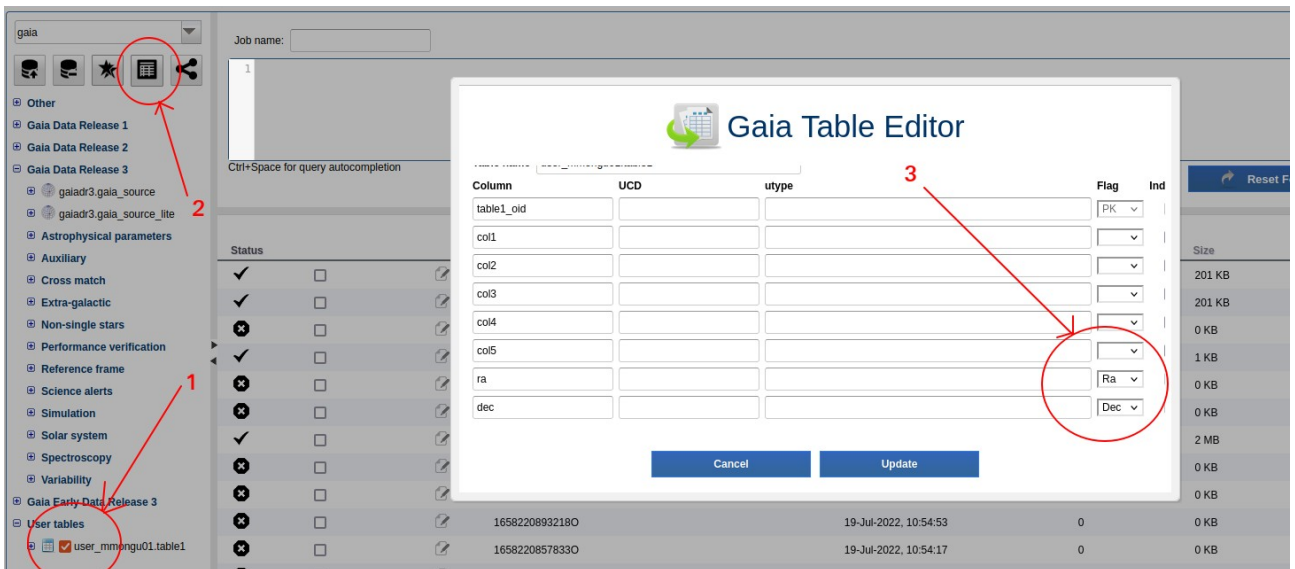 gaia
Job name:
1
Other
Gaia Data Release 1
Gaia Data Release 2
Gaia Data Release 3
gaiadr3.gaia_source
gaiadr3.gaia_source_lite
2
Astrophysical parameters
Auxiliary
Cross match
Extra-galactic
Non-single stars
Performance verification
Reference frame
Science alerts
1
Simulation
Solar system
Spectroscopy
Variability
Gaia Early Data Release 3
User tables
user_mmongu01.table1
Ctrl+Space for query autocompletion
Gaia Table Editor
3
Table name user_mmongu01.table1
Column UCD utype Flag Ind
table1_oid PK
col1
col2
col3
col4
col5
ra Ra
dec Dec
Cancel Update
Reset F
Status Size
201 KB
201 KB
0 KB
1 KB
0 KB
0 KB
2 MB
0 KB
0 KB
1658220893218O 19-Jul-2022, 10:54:53 0 0 KB
1658220857833O 19-Jul-2022, 10:54:17 0 0 KB